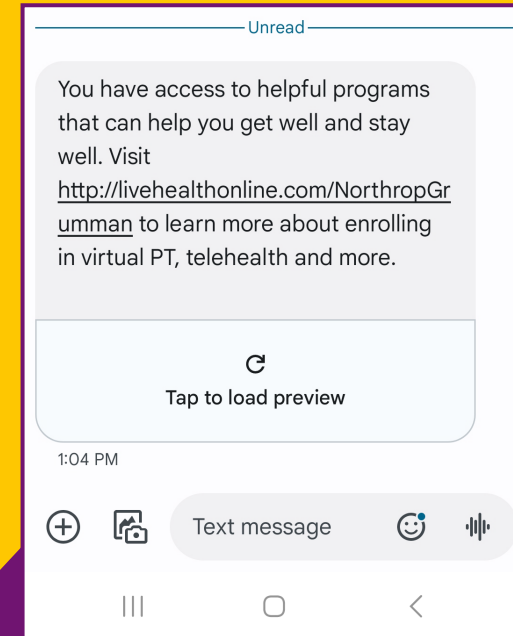 Unread
You have access to helpful programs
that can help you get well and stay
well. Visit
http://livehealthonline.com/NorthropGr
umman to learn more about enrolling
in virtual PT, telehealth and more.
Tap to load preview
1:04 PM
Text message